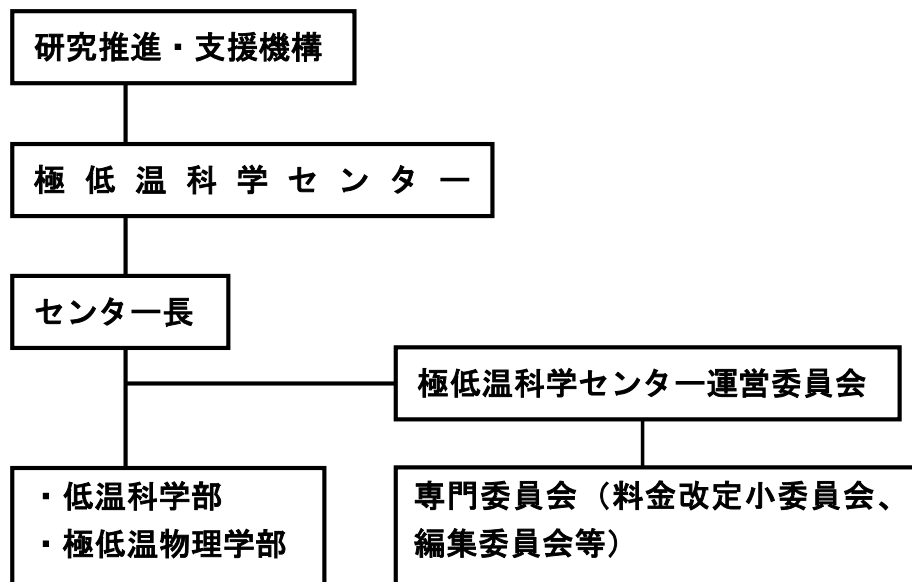 研究推進・支援機構
極低温科学センター
センター長
極低温科学センター運営委員会
・低温科学部
・極低温物理学部
専門委員会（料金改定小委員会、
編集委員会等）